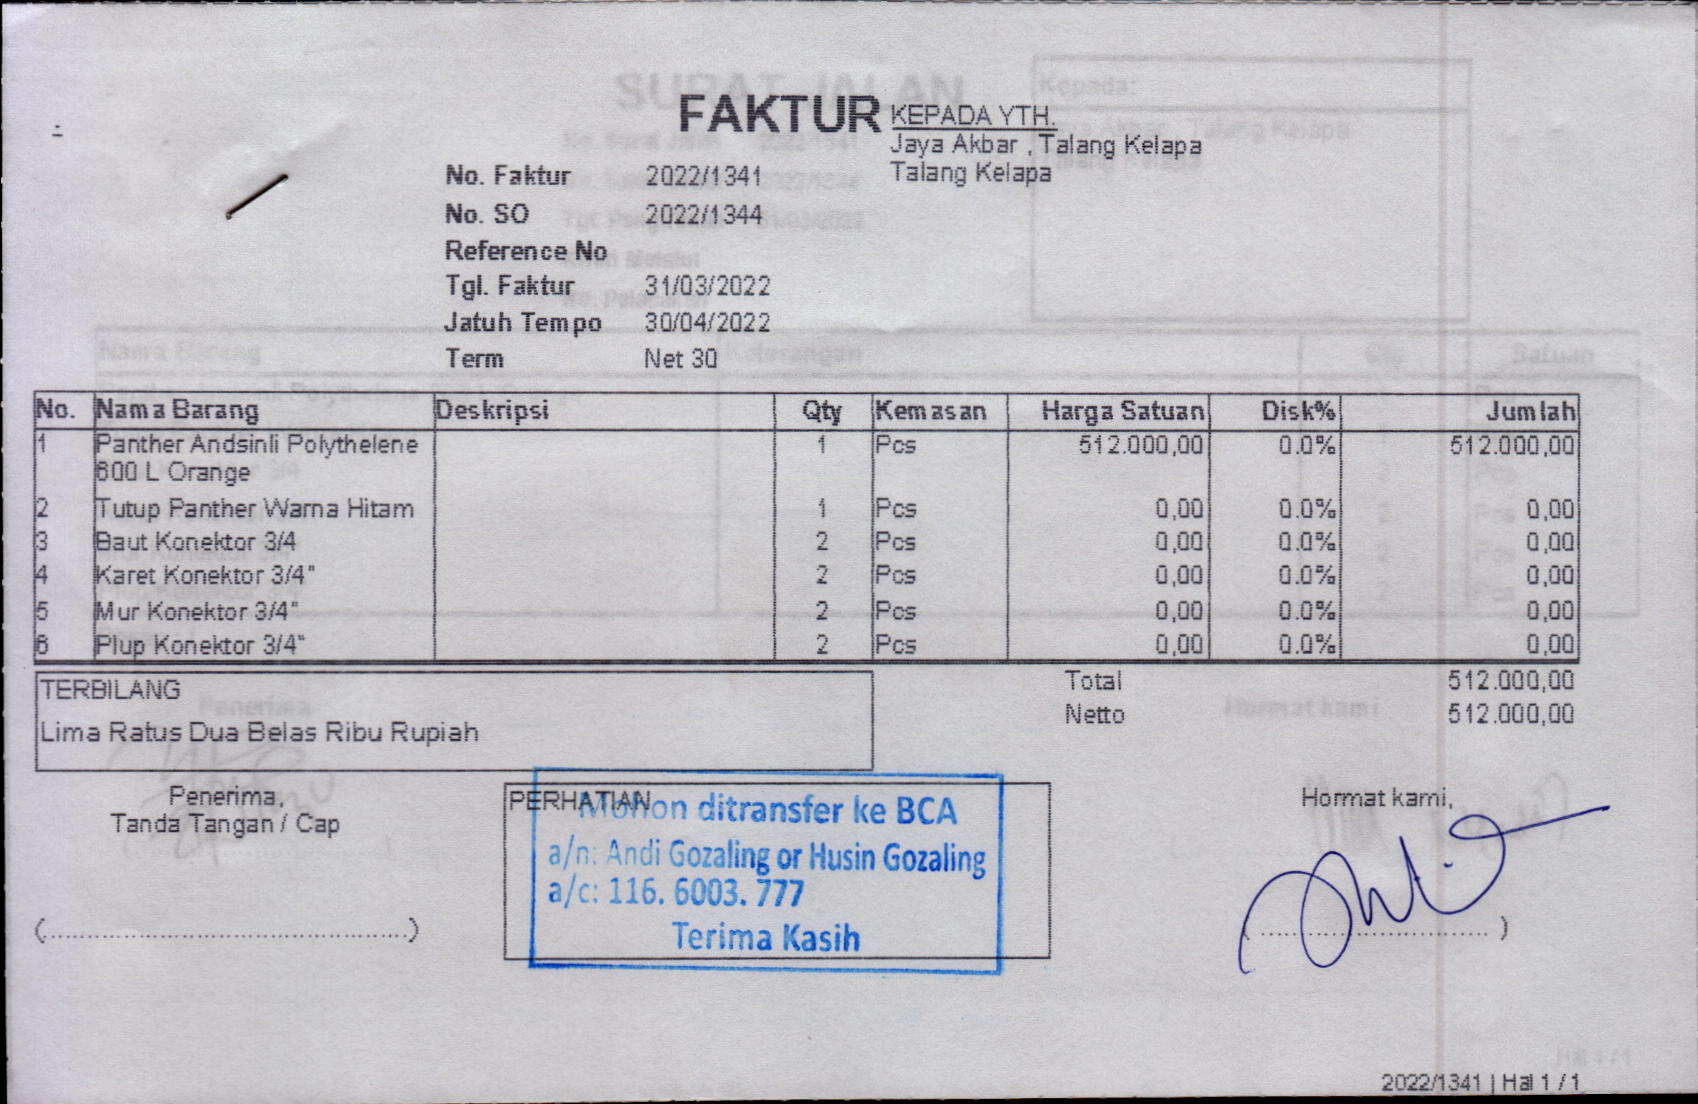 FAKTUR
KEPADA YTH.
Jaya Akbar , Talang Kelapa
Talang Kelapa
No. Faktur 2022/1341
No. SO 2022/1344
Reference No
Tgl. Faktur 31/03/2022
Jatuh Tempo 30/04/2022
Term Net 30
No. Nama Barang Deskripsi Qty Kemasan Harga Satuan Disk% Jumlah
1 Panther Andsinli Polythelene 1 Pcs 512.000,00 0.0% 512.000,00
600 L Orange
2 Tutup Panther Warna Hitam 1 Pcs 0,00 0.0% 0,00
3 Baut Konektor 3/4 2 Pcs 0,00 0.0% 0,00
4 Karet Konektor 3/4" 2 Pcs 0,00 0.0% 0,00
5 Mur Konektor 3/4" 2 Pcs 0,00 0.0% 0,00
6 Plup Konektor 3/4" 2 Pcs 0,00 0.0% 0,00
Total 512.000,00
Netto 512.000,00
TERBILANG
Lima Ratus Dua Belas Ribu Rupiah
Penerima,
Tanda Tangan / Cap
(..........)
PERHATIAN
Mohon ditransfer ke BCA
a/n: Andi Gozaling or Husin Gozaling
a/c: 116. 6003. 777
Terima Kasih
Hormat kami,
(..........)
2022/1341 | Hal 1 / 1